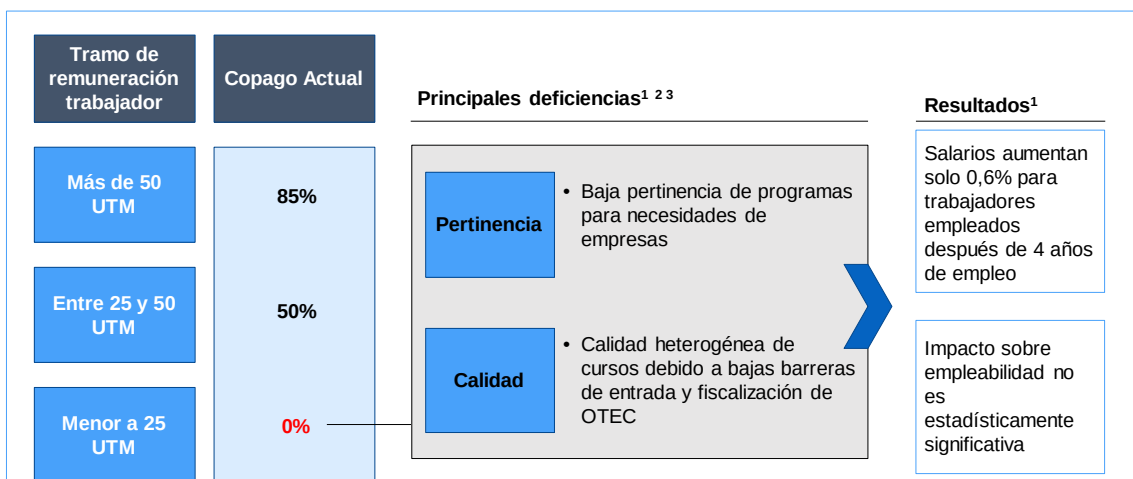 Tramo de
remuneración
trabajador
Copago Actual
Principales deficiencias¹ ² ³
Resultados¹
Más de 50
UTM
85%
Entre 25 y 50
UTM
50%
Menor a 25
UTM
0%
Pertinencia
• Baja pertinencia de programas
para necesidades de
empresas
Calidad
• Calidad heterogénea de
cursos debido a bajas barreras
de entrada y fiscalización de
OTEC
Salarios aumentan
solo 0,6% para
trabajadores
empleados
después de 4 años
de empleo
Impacto sobre
empleabilidad no
es
estadísticamente
significativa